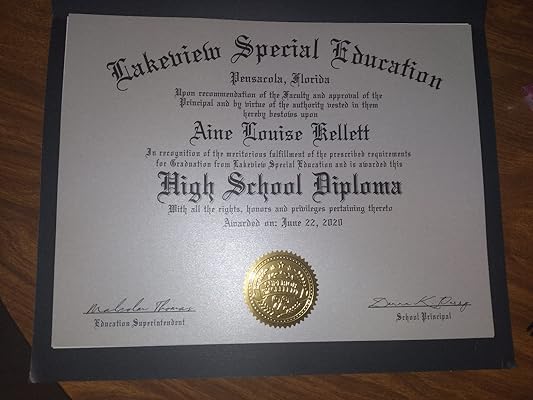 Lakeview Special Education
Pensacola, Florida
Upon recommendation of the Faculty and approval of the
Principal and by virtue of the authority vested in them
hereby bestows upon
Aine Louise Kellett
In recognition of the meritorious fulfillment of the prescribed requirements
for Graduation from Lakeview Special Education and is awarded this
High School Diploma
With all the rights, honors and privileges pertaining thereto
Awarded on: June 22, 2020
Malcolm Thomas
Education Superintendent
School Principal